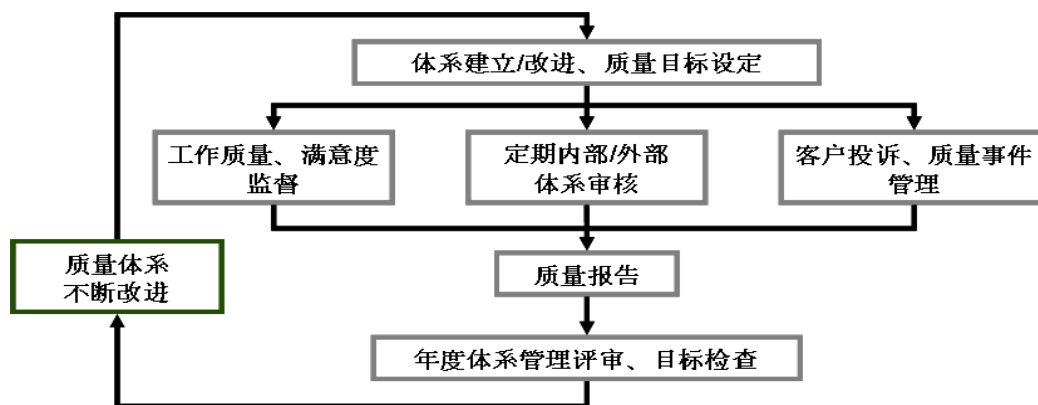 体系建立/改进、质量目标设定
工作质量、满意度
监督
定期内部/外部
体系审核
客户投诉、质量事件
管理
质量体系
不断改进
质量报告
年度体系管理评审、目标检查